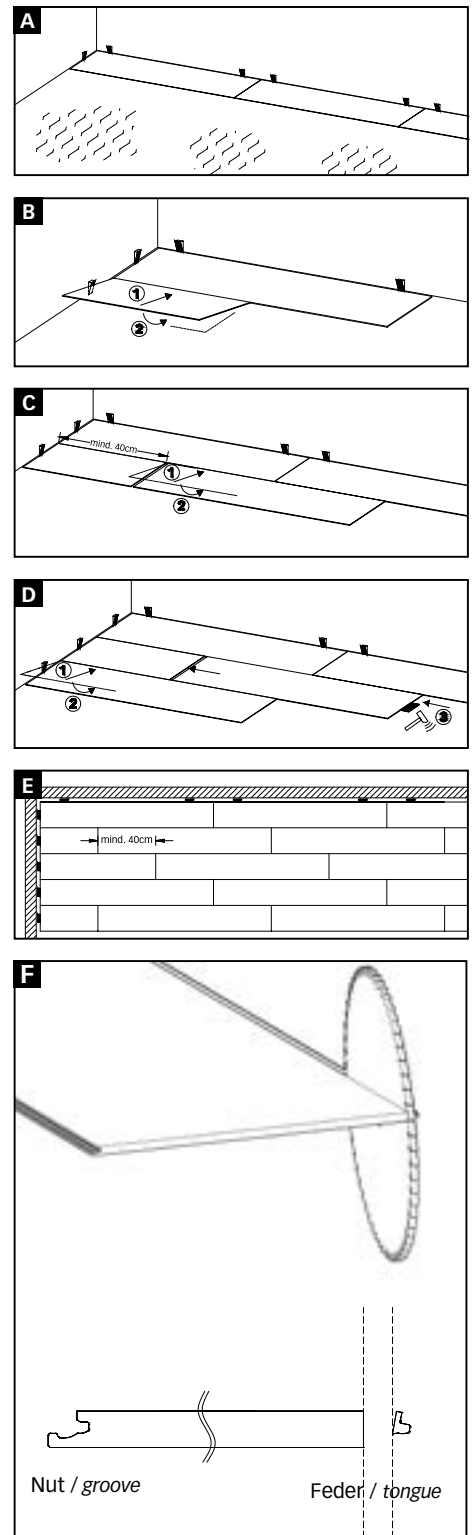 A
B
①
②
C
mind. 40cm
①
②
D
①
②
③
E
mind. 40cm
F
Nut / groove
Feder / tongue